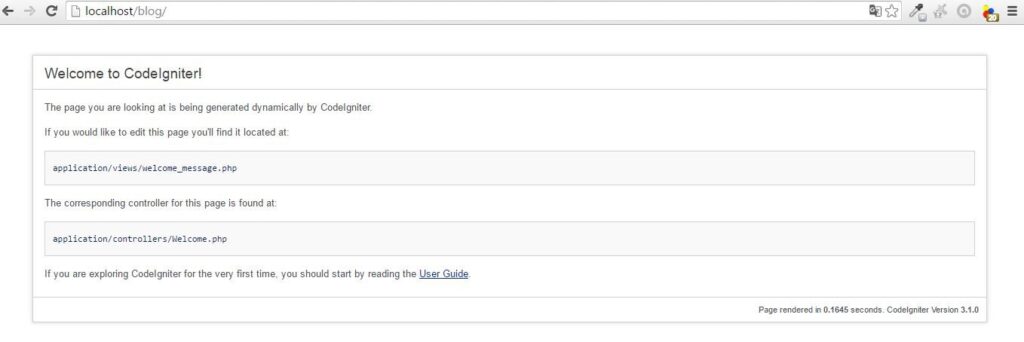 localhost/blog/
Welcome to CodeIgniter!
The page you are looking at is being generated dynamically by CodeIgniter.
If you would like to edit this page you'll find it located at:
application/views/welcome_message.php
The corresponding controller for this page is found at:
application/controllers/Welcome.php
If you are exploring CodeIgniter for the very first time, you should start by reading the User Guide.
Page rendered in 0.1645 seconds. CodeIgniter Version 3.1.0